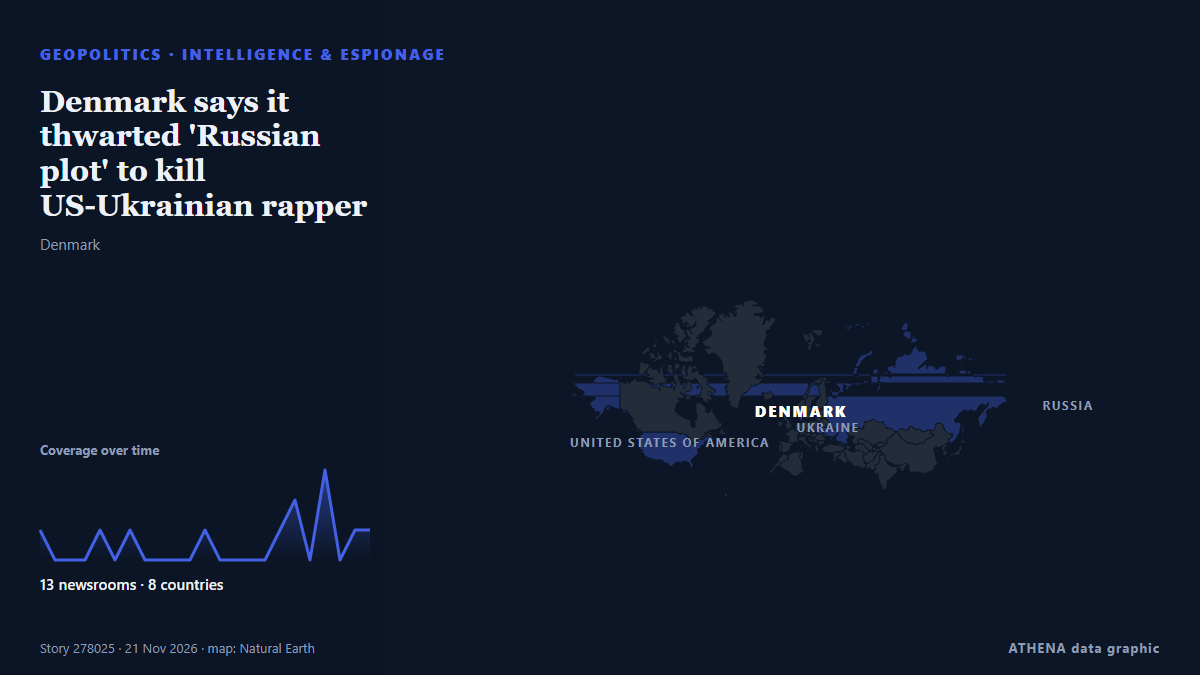 GEOPOLITICS · INTELLIGENCE & ESPIONAGE
Denmark says it
thwarted 'Russian
plot' to kill
US-Ukrainian rapper
Denmark
DENMARK
RUSSIA
UKRAINE
UNITED STATES OF AMERICA
Coverage over time
13 newsrooms · 8 countries
Story 278025 · 21 Nov 2026 · map: Natural Earth
ATHENA data graphic